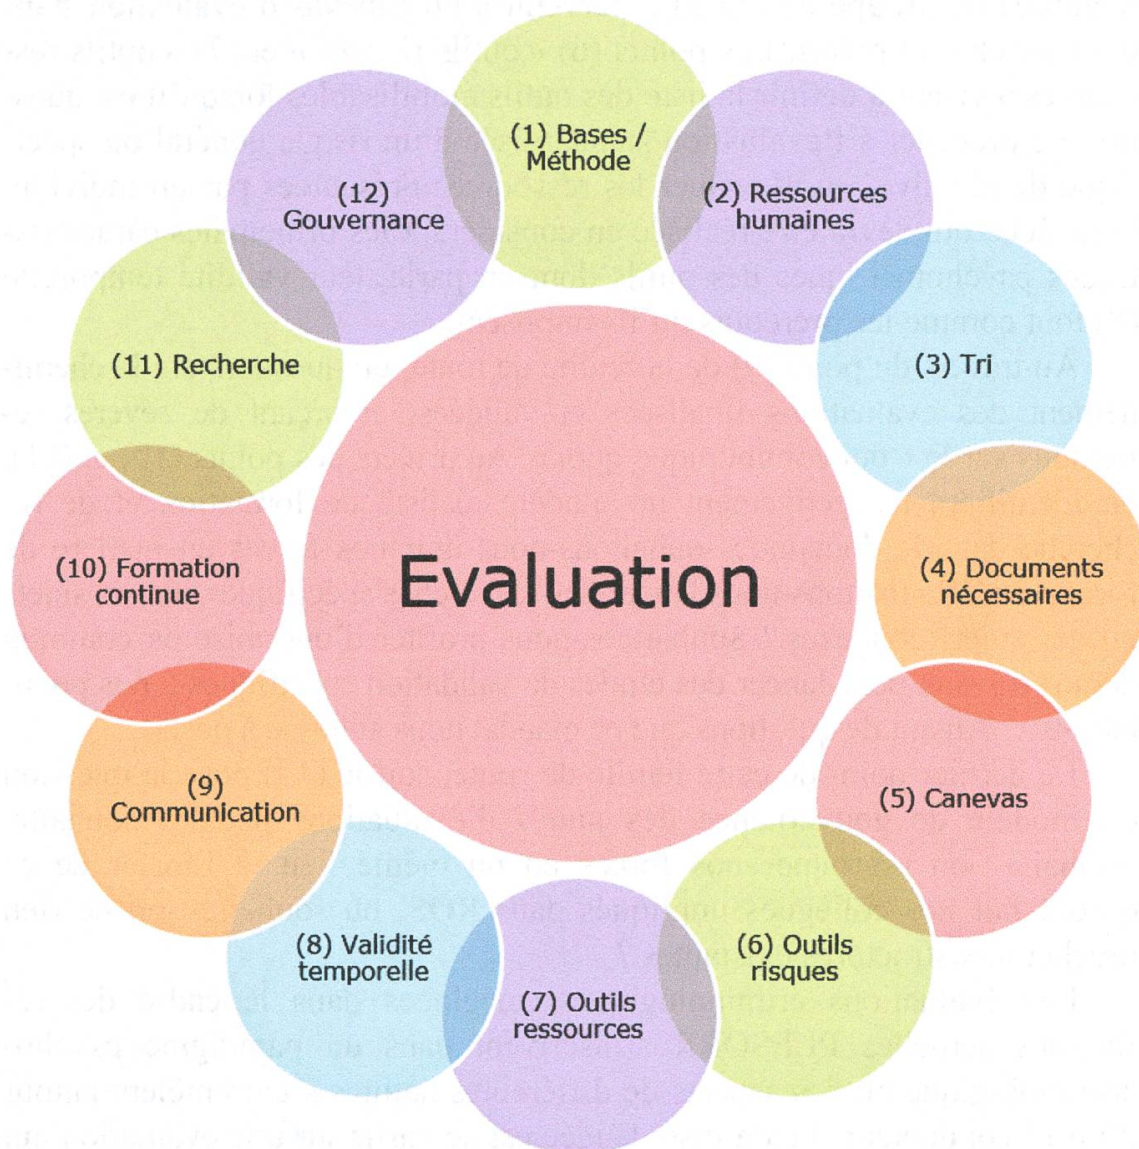 (1) Bases /
Méthode
(2) Ressources
humaines
(3) Tri
(4) Documents
nécessaires
(5) Canevas
(6) Outils
risques
(7) Outils
ressources
(8) Validité
temporelle
(9)
Communication
(10) Formation
continue
(11) Recherche
(12)
Gouvernance
Evaluation